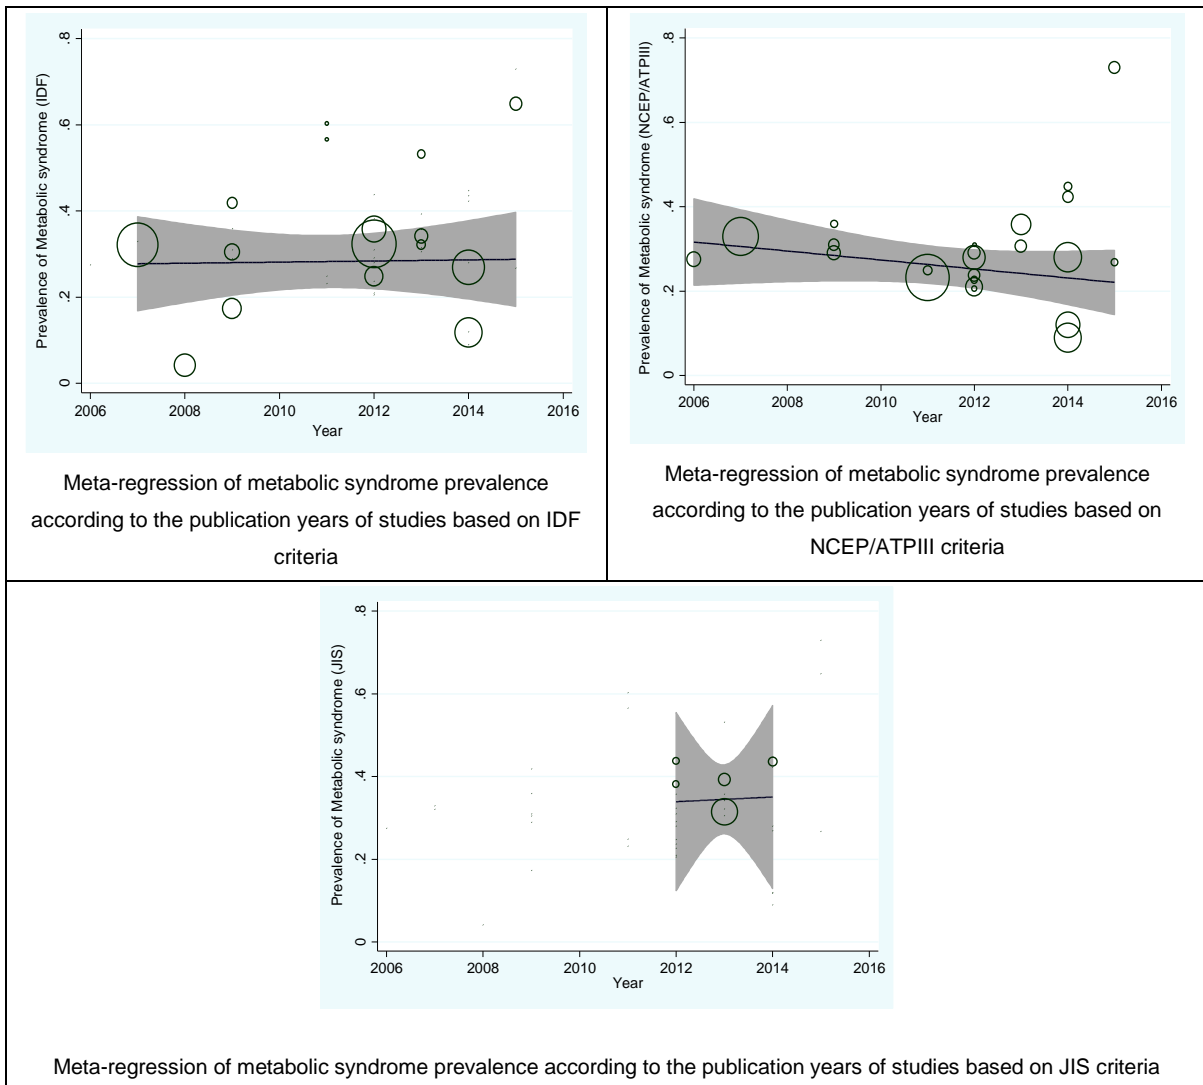 .8
.6
.4
.2
0
Prevalence of Metabolic syndrome (IDF)
2006 2008 2010 2012 2014 2016
Year
Meta-regression of metabolic syndrome prevalence
according to the publication years of studies based on IDF
criteria
.8
.6
.4
.2
0
Prevalence of Metabolic syndrome (NCEP/ATPIII)
2006 2008 2010 2012 2014 2016
Year
Meta-regression of metabolic syndrome prevalence
according to the publication years of studies based on
NCEP/ATPIII criteria
.8
.6
.4
.2
0
Prevalence of Metabolic syndrome (JIS)
2006 2008 2010 2012 2014 2016
Year
Meta-regression of metabolic syndrome prevalence according to the publication years of studies based on JIS criteria